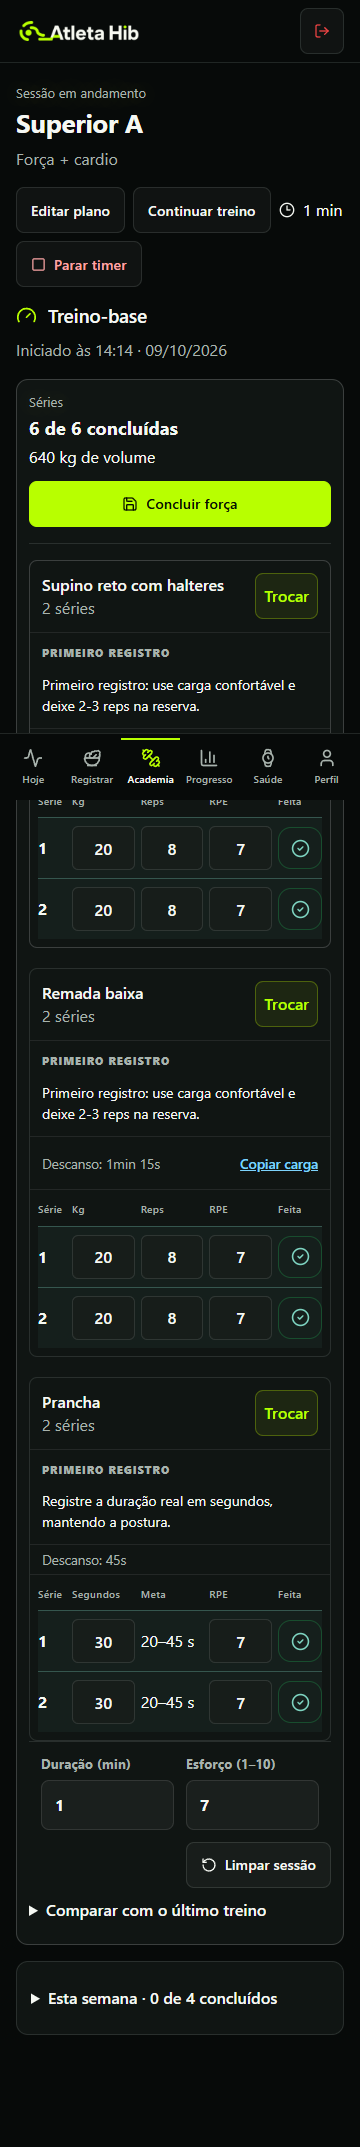 Atleta Hib
Sessão em andamento
Superior A
Força + cardio
Editar plano
Continuar treino
1 min
Parar timer
Treino-base
Iniciado às 14:14 · 09/10/2026
Séries
6 de 6 concluídas
640 kg de volume
Concluir força
Supino reto com halteres
2 séries
Trocar
PRIMEIRO REGISTRO
Primeiro registro: use carga confortável e
deixe 2-3 reps na reserva.
Hoje Registrar Academia Progresso Saúde Perfil
Série Kg Reps RPE Feita
1 20 8 7
2 20 8 7
Remada baixa
2 séries
Trocar
PRIMEIRO REGISTRO
Primeiro registro: use carga confortável e
deixe 2-3 reps na reserva.
Descanso: 1min 15s Copiar carga
Série Kg Reps RPE Feita
1 20 8 7
2 20 8 7
Prancha
2 séries
Trocar
PRIMEIRO REGISTRO
Registre a duração real em segundos,
mantendo a postura.
Descanso: 45s
Série Segundos Meta RPE Feita
1 30 20–45 s 7
2 30 20–45 s 7
Duração (min) Esforço (1–10)
1 7
Limpar sessão
Comparar com o último treino
Esta semana · 0 de 4 concluídos